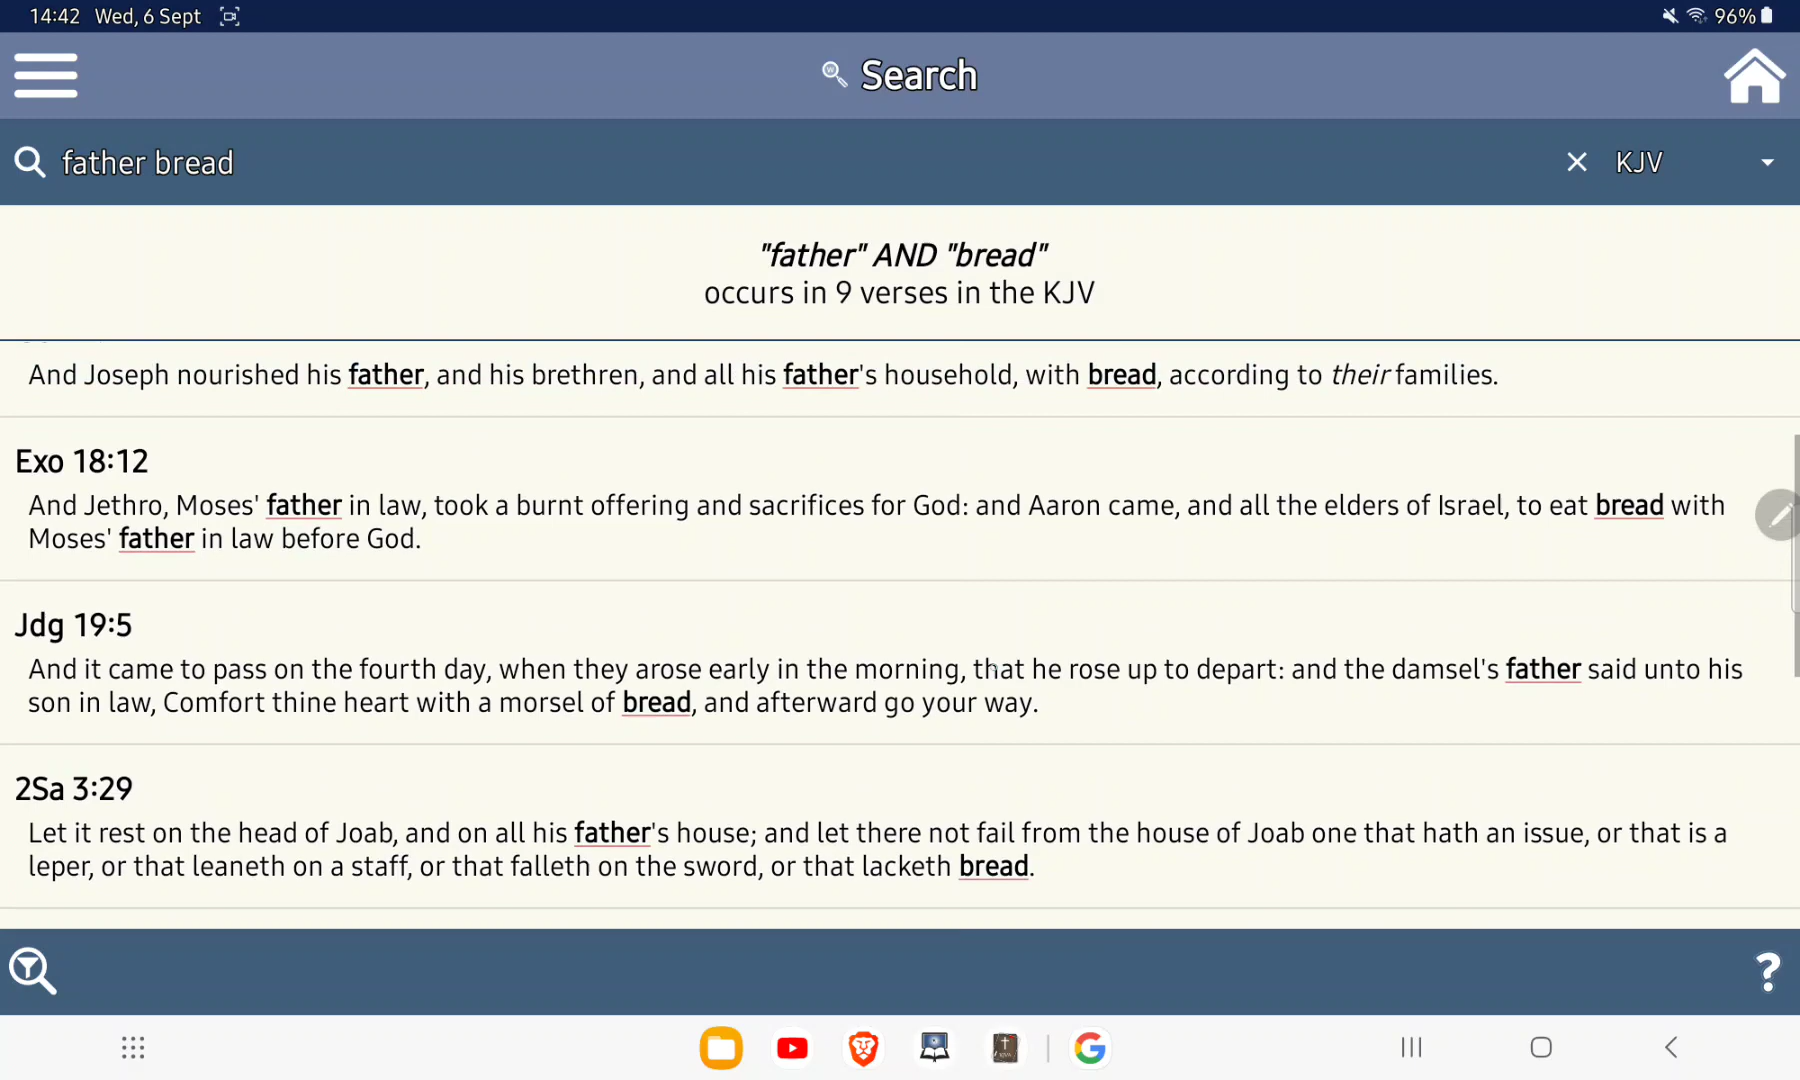 14:42 Wed, 6 Sept 96%
Search
father bread KJV
"father" AND "bread"
occurs in 9 verses in the KJV
And Joseph nourished his father, and his brethren, and all his father's household, with bread, according to their families.
Exo 18:12
And Jethro, Moses' father in law, took a burnt offering and sacrifices for God: and Aaron came, and all the elders of Israel, to eat bread with
Moses' father in law before God.
Jdg 19:5
And it came to pass on the fourth day, when they arose early in the morning, that he rose up to depart: and the damsel's father said unto his
son in law, Comfort thine heart with a morsel of bread, and afterward go your way.
2Sa 3:29
Let it rest on the head of Joab, and on all his father's house; and let there not fail from the house of Joab one that hath an issue, or that is a
leper, or that leaneth on a staff, or that falleth on the sword, or that lacketh bread.
?